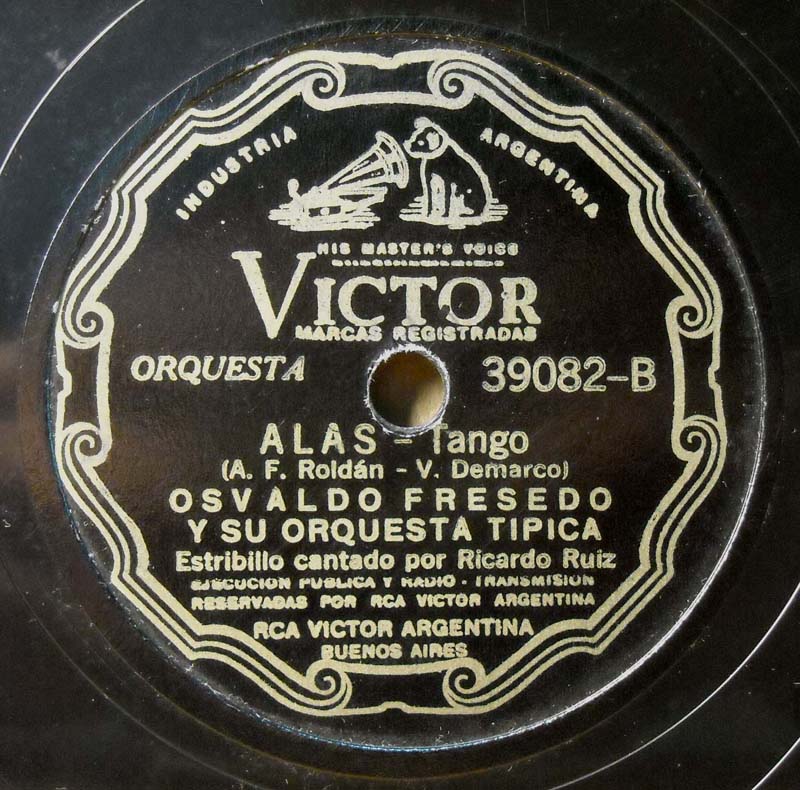 INDUSTRIA ARGENTINA
HIS MASTER'S VOICE
VICTOR
MARCAS REGISTRADAS
ORQUESTA 39082-B
ALAS - Tango
(A. F. Roldán - V. Demarco)
OSVALDO FRESEDO
Y SU ORQUESTA TIPICA
Estribillo cantado por Ricardo Ruiz
EJECUCION PUBLICA Y RADIO - TRANSMISION
RESERVADAS POR RCA VICTOR ARGENTINA
RCA VICTOR ARGENTINA
BUENOS AIRES